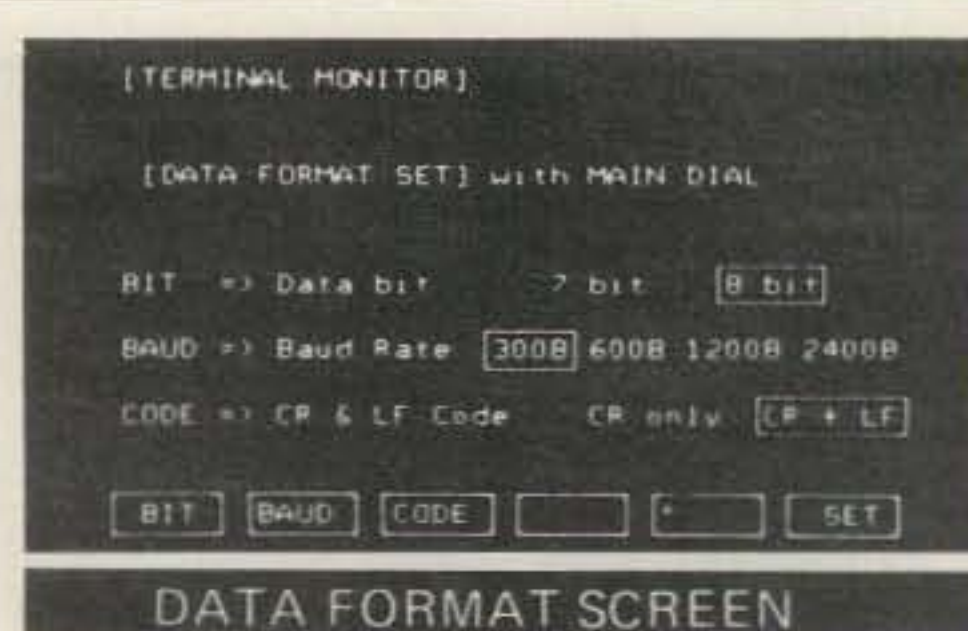 [TERMINAL MONITOR]
[DATA FORMAT SET] with MAIN DIAL
BIT => Data bit 7 bit 8 bit
BAUD => Baud Rate 300B 600B 1200B 2400B
CODE => CR & LF Code CR only CR + LF
BIT BAUD CODE * SET
DATA FORMAT SCREEN